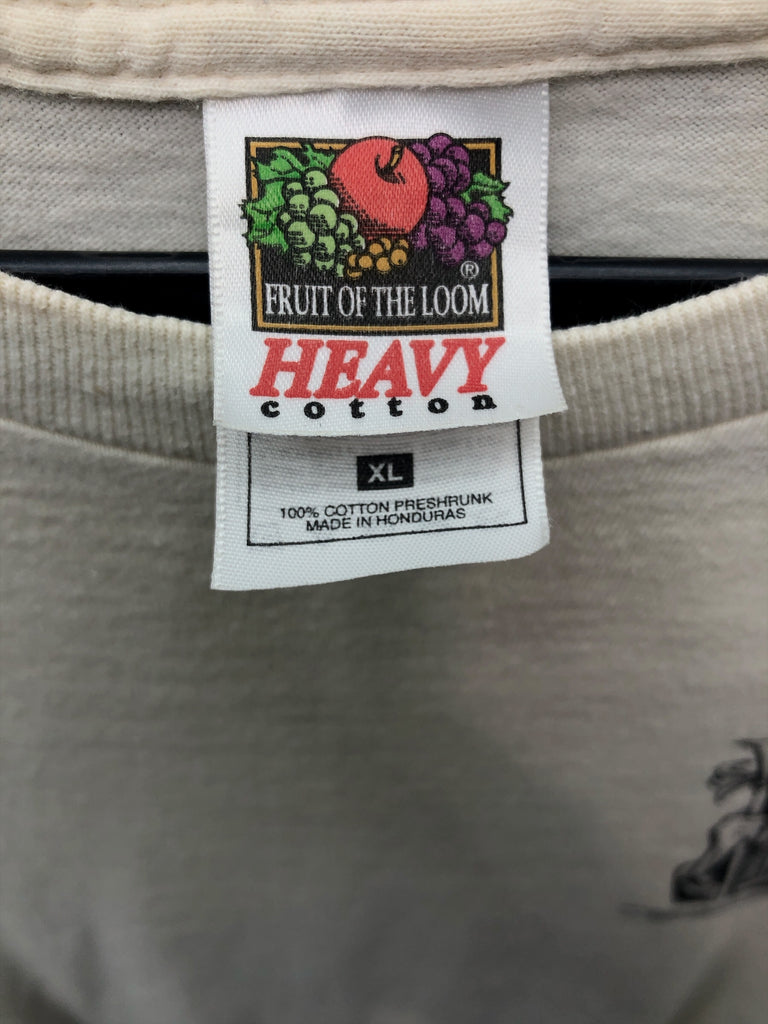 ®
FRUIT OF THE LOOM
HEAVY
cotton
XL
100% COTTON PRESHRUNK
MADE IN HONDURAS